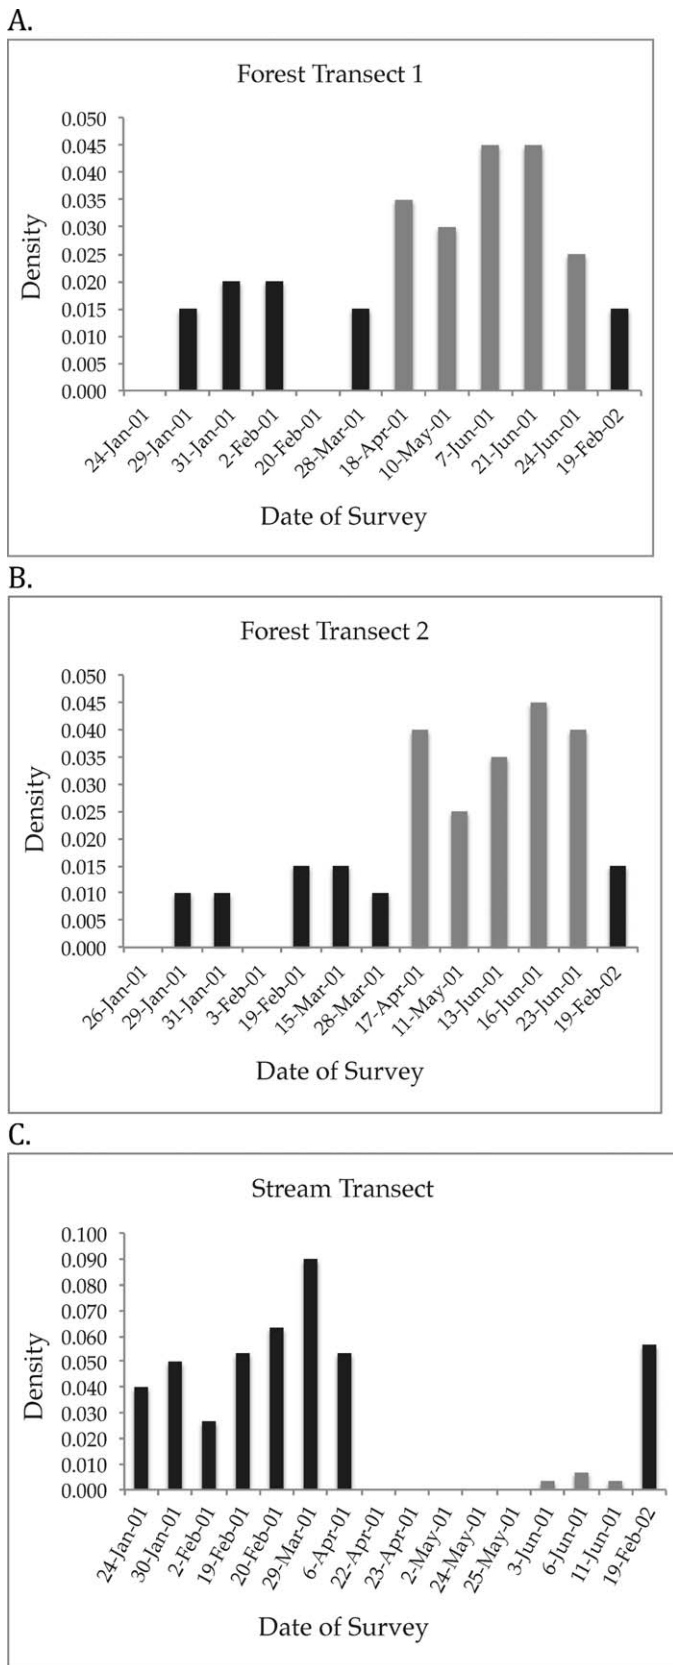 A.
Forest Transect 1
0.050
0.045
0.040
0.035
0.030
0.025
0.020
0.015
0.010
0.005
0.000
Density
24-Jan-01
29-Jan-01
31-Jan-01
2-Feb-01
20-Feb-01
28-Mar-01
18-Apr-01
10-May-01
7-Jun-01
21-Jun-01
24-Jun-01
19-Feb-02
Date of Survey
B.
Forest Transect 2
0.050
0.045
0.040
0.035
0.030
0.025
0.020
0.015
0.010
0.005
0.000
Density
26-Jan-01
29-Jan-01
31-Jan-01
3-Feb-01
19-Feb-01
15-Mar-01
28-Mar-01
17-Apr-01
11-May-01
13-Jun-01
16-Jun-01
23-Jun-01
19-Feb-02
Date of Survey
C.
Stream Transect
0.100
0.090
0.080
0.070
0.060
0.050
0.040
0.030
0.020
0.010
0.000
Density
24-Jan-01
30-Jan-01
2-Feb-01
19-Feb-01
20-Feb-01
29-Mar-01
6-Apr-01
22-Apr-01
23-Apr-01
2-May-01
24-May-01
25-May-01
3-Jun-01
6-Jun-01
11-Jun-01
19-Feb-02
Date of Survey